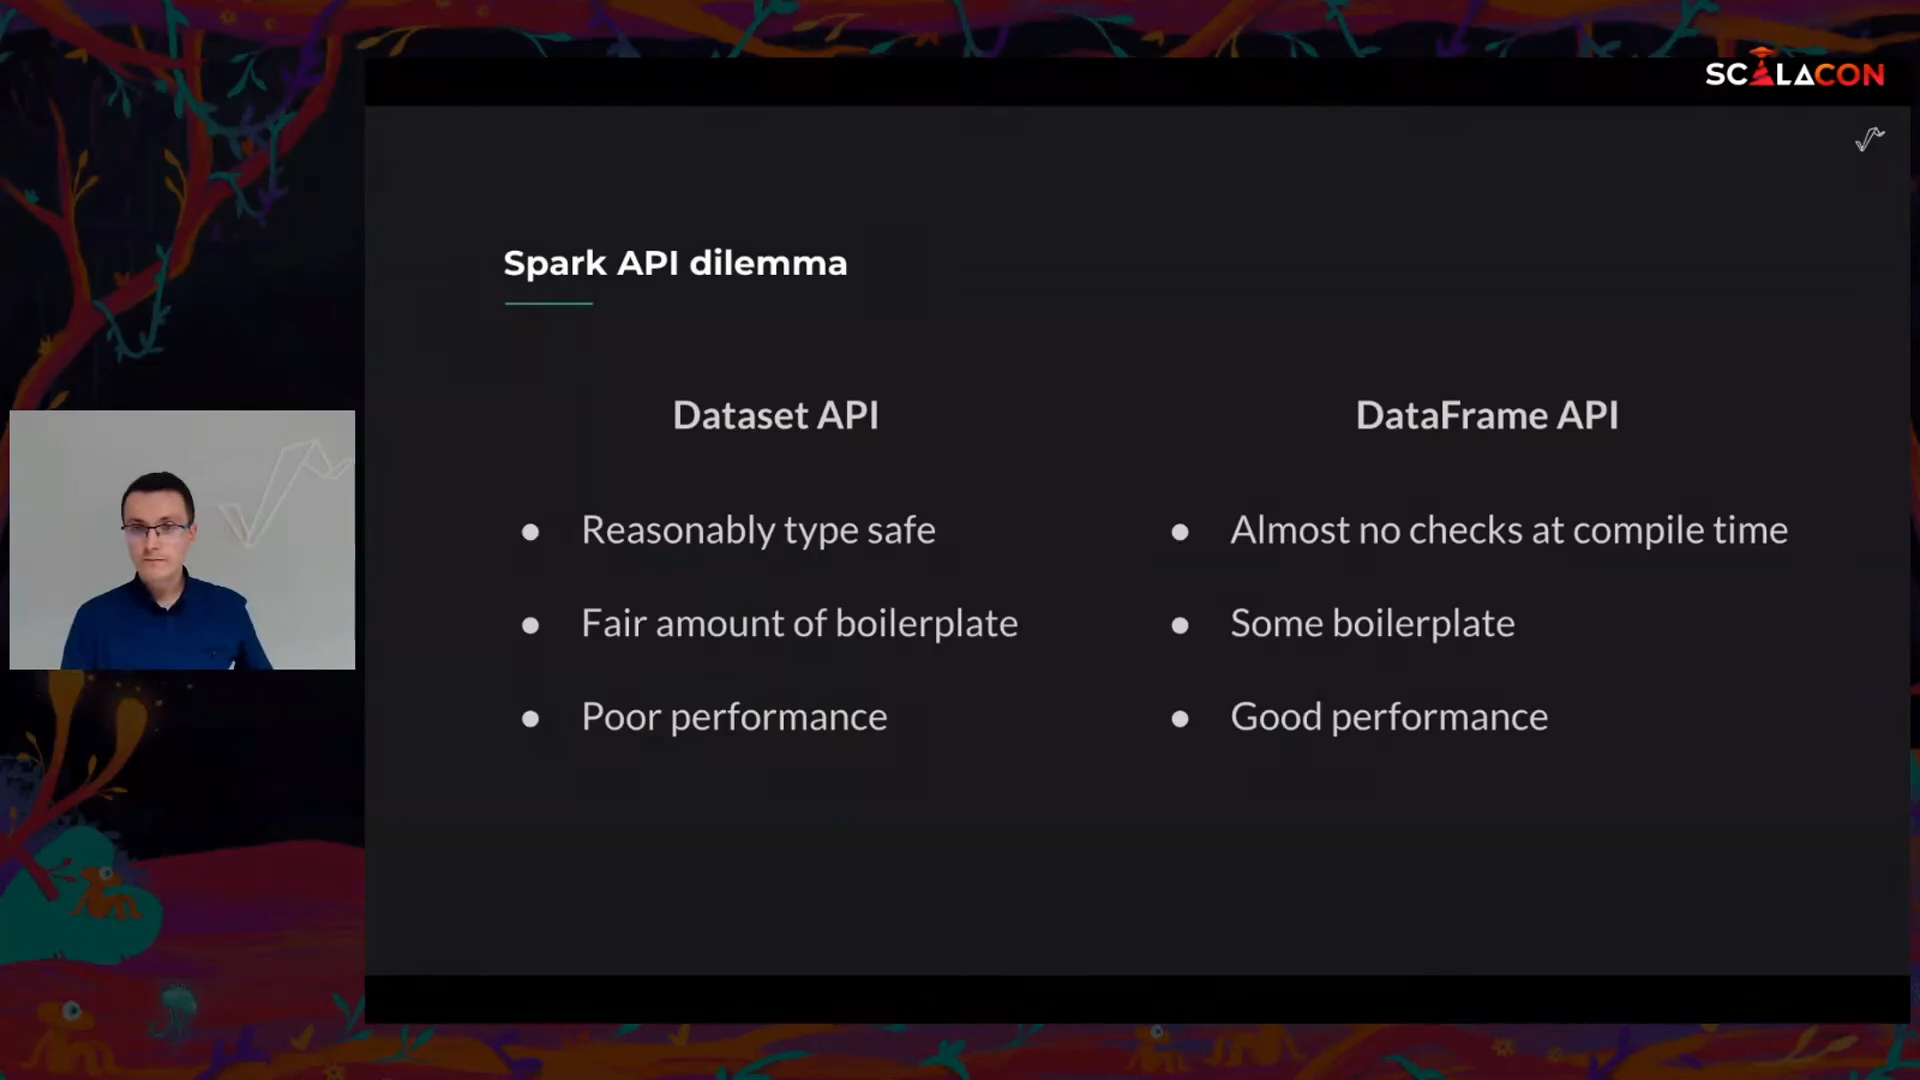 SCALACON
Spark API dilemma
Dataset API
● Reasonably type safe
● Fair amount of boilerplate
● Poor performance
DataFrame API
● Almost no checks at compile time
● Some boilerplate
● Good performance